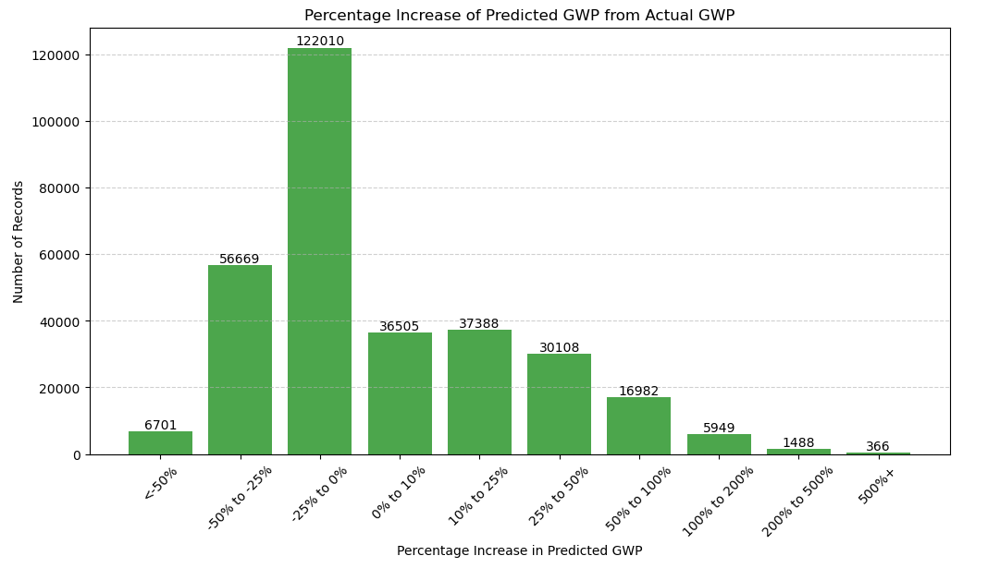 Percentage Increase of Predicted GWP from Actual GWP
Number of Records
120000
100000
80000
60000
40000
20000
0
6701
56669
122010
36505
37388
30108
16982
5949
1488
366
<-50%
-50% to -25%
-25% to 0%
0% to 10%
10% to 25%
25% to 50%
50% to 100%
100% to 200%
200% to 500%
500%+
Percentage Increase in Predicted GWP